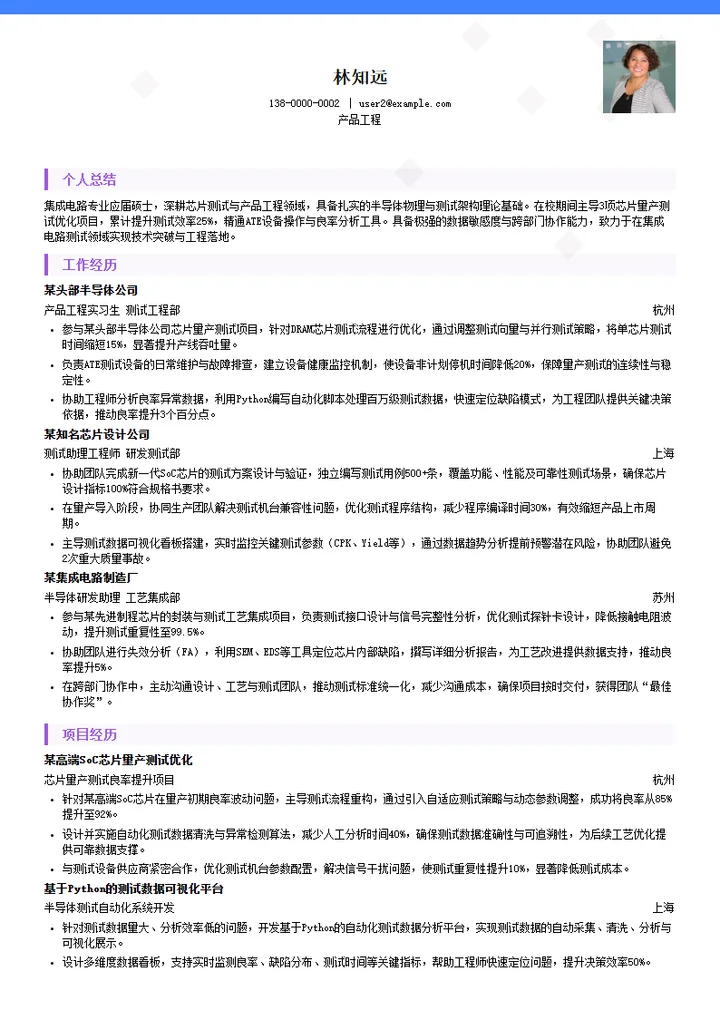 林知远
138-0000-0002 | user2@example.com
产品工程
个人总结
集成电路专业应届硕士，深耕芯片测试与产品工程领域，具备扎实的半导体物理与测试架构理论基础。在校期间主导3项芯片量产测
试优化项目，累计提升测试效率25%，精通ATE设备操作与良率分析工具。具备极强的数据敏感度与跨部门协作能力，致力于在集成
电路测试领域实现技术突破与工程落地。
工作经历
某头部半导体公司
产品工程实习生 测试工程部 杭州
• 参与某头部半导体公司芯片量产测试项目，针对DRAM芯片测试流程进行优化，通过调整测试向量与并行测试策略，将单芯片测试
时间缩短15%，显著提升产线吞吐量。
• 负责ATE测试设备的日常维护与故障排查，建立设备健康监控机制，使设备非计划停机时间降低20%，保障量产测试的连续性与稳
定性。
• 协助工程师分析良率异常数据，利用Python编写自动化脚本处理百万级测试数据，快速定位缺陷模式，为工程团队提供关键决策
依据，推动良率提升3个百分点。
某知名芯片设计公司
测试助理工程师 研发测试部 上海
• 协助团队完成新一代SoC芯片的测试方案设计与验证，独立编写测试用例500+条，覆盖功能、性能及可靠性测试场景，确保芯片
设计指标100%符合规格书要求。
• 在量产导入阶段，协同生产团队解决测试机台兼容性问题，优化测试程序结构，减少程序编译时间30%，有效缩短产品上市周
期。
• 主导测试数据可视化看板搭建，实时监控关键测试参数（CPK、Yield等），通过数据趋势分析提前预警潜在风险，协助团队避免
2次重大质量事故。
某集成电路制造厂
半导体研发助理 工艺集成部 苏州
• 参与某先进制程芯片的封装与测试工艺集成项目，负责测试接口设计与信号完整性分析，优化测试探针卡设计，降低接触电阻波
动，提升测试重复性至99.5%。
• 协助团队进行失效分析（FA），利用SEM、EDS等工具定位芯片内部缺陷，撰写详细分析报告，为工艺改进提供数据支持，推动良
率提升5%。
• 在跨部门协作中，主动沟通设计、工艺与测试团队，推动测试标准统一化，减少沟通成本，确保项目按时交付，获得团队“最佳
协作奖”。
项目经历
某高端SoC芯片量产测试优化
芯片量产测试良率提升项目 杭州
• 针对某高端SoC芯片在量产初期良率波动问题，主导测试流程重构，通过引入自适应测试策略与动态参数调整，成功将良率从85%
提升至92%。
• 设计并实施自动化测试数据清洗与异常检测算法，减少人工分析时间40%，确保测试数据准确性与可追溯性，为后续工艺优化提
供可靠数据支撑。
• 与测试设备供应商紧密合作，优化测试机台参数配置，解决信号干扰问题，使测试重复性提升10%，显著降低测试成本。
基于Python的测试数据可视化平台
半导体测试自动化系统开发 上海
• 针对测试数据量大、分析效率低的问题，开发基于Python的自动化测试数据分析平台，实现测试数据的自动采集、清洗、分析与
可视化展示。
• 设计多维度数据看板，支持实时监测良率、缺陷分布、测试时间等关键指标，帮助工程师快速定位问题，提升决策效率50%。